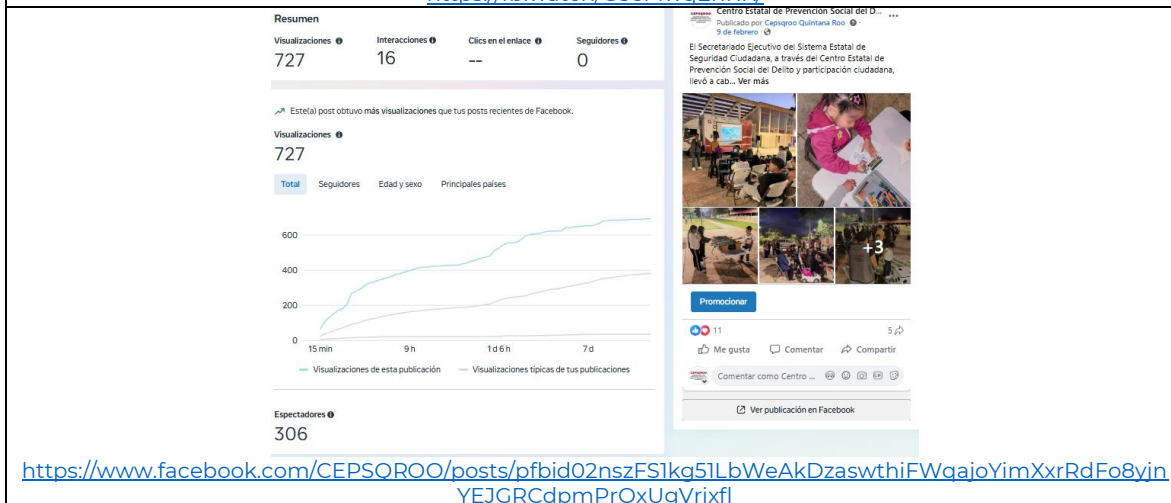 Resumen
Visualizaciones
Interacciones
Clics en el enlace
Seguidores
727
16
--
0
Este(a) post obtuvo más visualizaciones que tus posts recientes de Facebook.
Visualizaciones
727
Total
Seguidores
Edad y sexo
Principales países
600
400
200
0
15 min
9 h
1 d 6 h
7 d
Visualizaciones de esta publicación
Visualizaciones típicas de tus publicaciones
Espectadores
306
Centro Estatal de Prevención Social del D...
Publicado por Cepsqroo Quintana Roo
9 de febrero
El Secretariado Ejecutivo del Sistema Estatal de
Seguridad Ciudadana, a través del Centro Estatal de
Prevención Social del Delito y participación ciudadana,
llevó a cab... Ver más
+3
Promocionar
11
5
Me gusta
Comentar
Compartir
Comentar como Centro ...
Ver publicación en Facebook
https://www.facebook.com/CEPSQROO/posts/pfbid02nszFS1kg51LbWeAkDzaswthiFWqajoYimXxrRdFo8yjn
YEJGRCdpmPrOxUgVrixfl